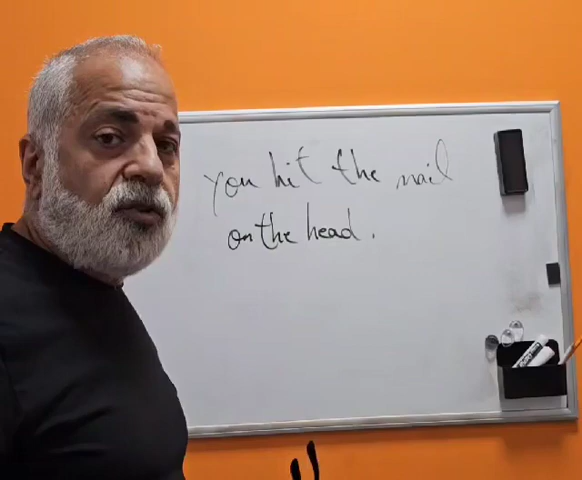 you hit the nail
on the head.